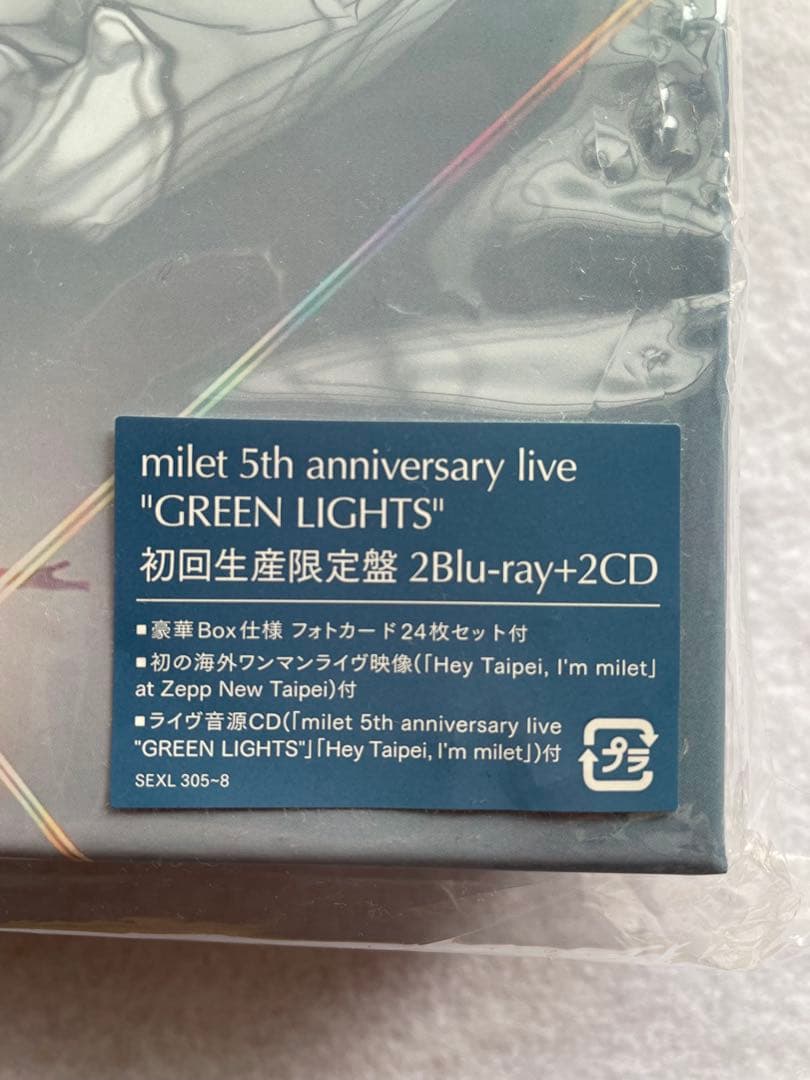 milet 5th anniversary live
"GREEN LIGHTS"
初回生産限定盤 2Blu-ray+2CD
■豪華Box仕様 フォトカード24枚セット付
■初の海外ワンマンライヴ映像(「Hey Taipei, I'm milet」
at Zepp New Taipei)付
■ライヴ音源CD(「milet 5th anniversary live
"GREEN LIGHTS"」「Hey Taipei, I'm milet」)付
SEXL 305~8
プラ